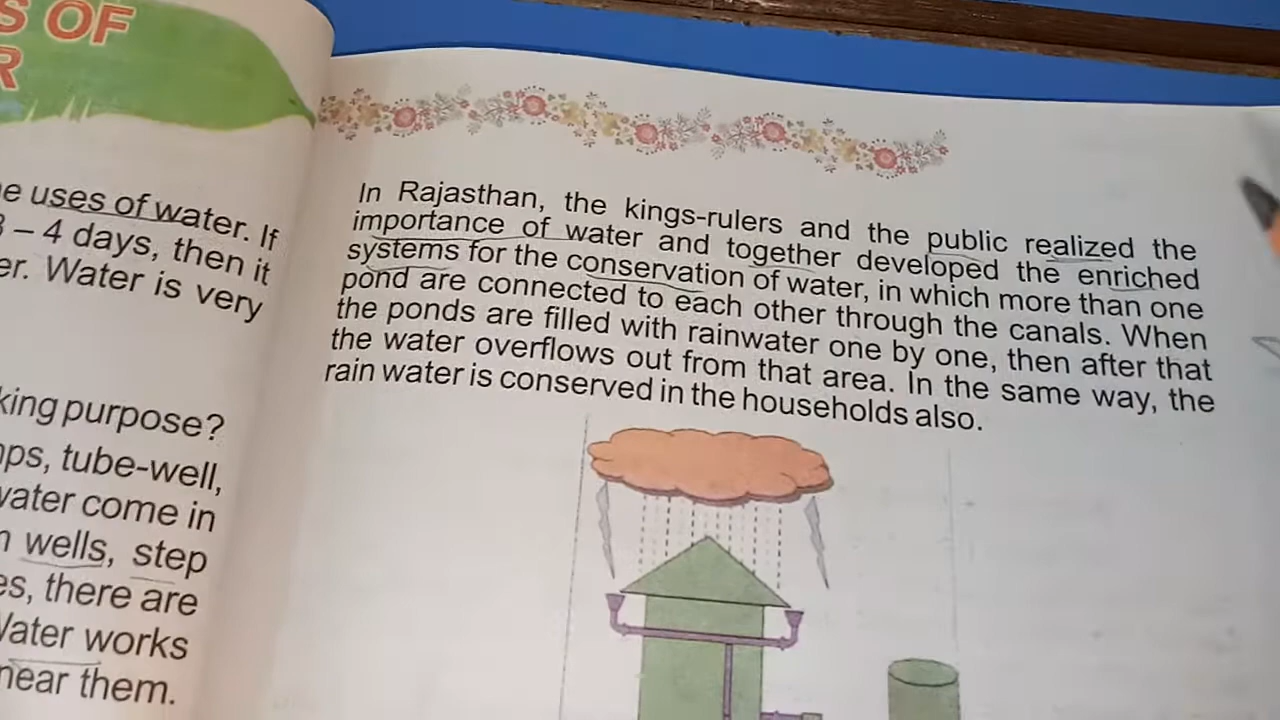 S OF
R
e uses of water. If
3 – 4 days, then it
er. Water is very
king purpose?
ps, tube-well,
water come in
wells, step
es, there are
Water works
near them.
In Rajasthan, the kings-rulers and the public realized the
importance of water and together developed the enriched
systems for the conservation of water, in which more than one
pond are connected to each other through the canals. When
the ponds are filled with rainwater one by one, then after that
the water overflows out from that area. In the same way, the
rain water is conserved in the households also.